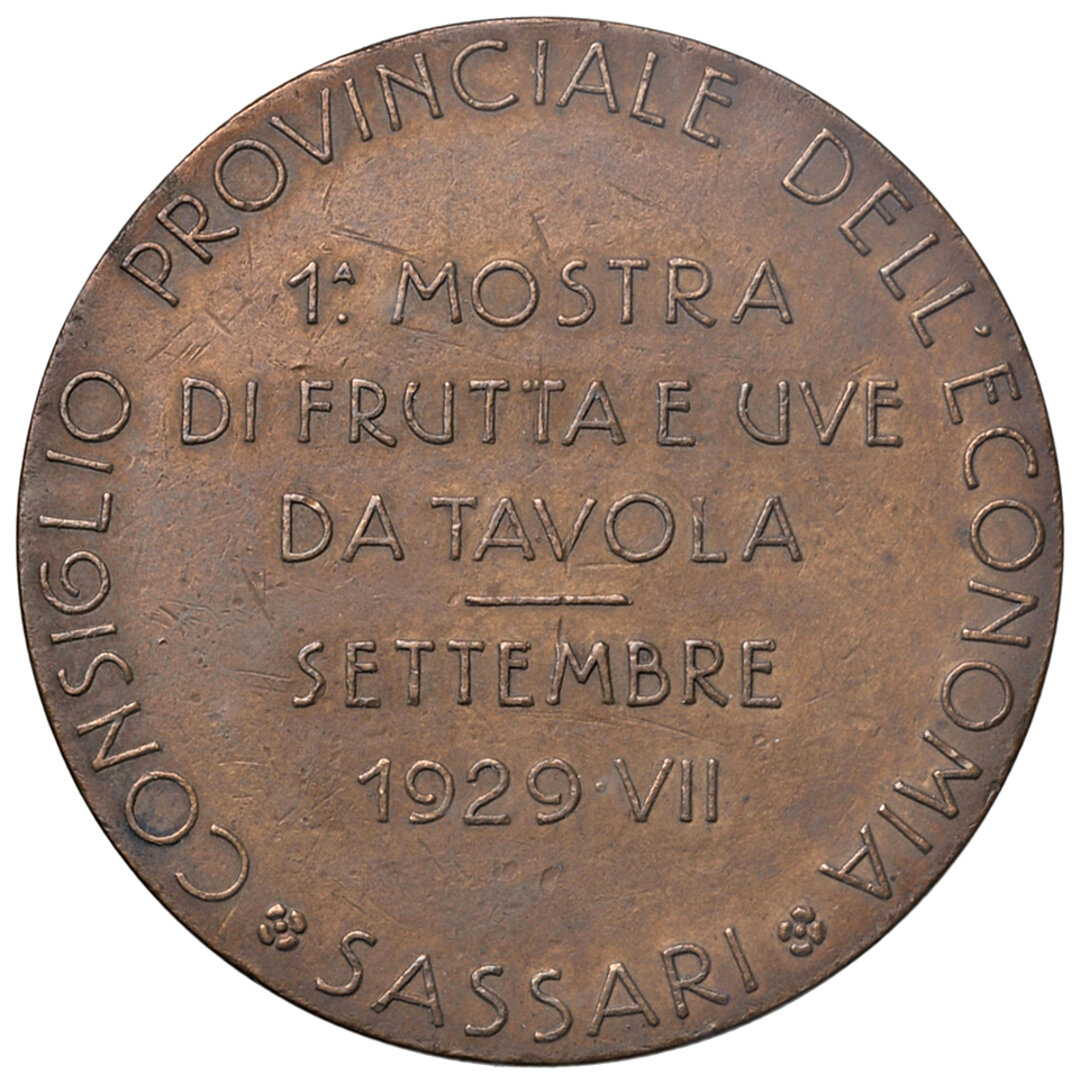 CONSIGLIO PROVINCIALE DELL'ECONOMIA
SASSARI
1ª. MOSTRA
DI FRUTTA E UVE
DA TAVOLA
SETTEMBRE
1929·VII